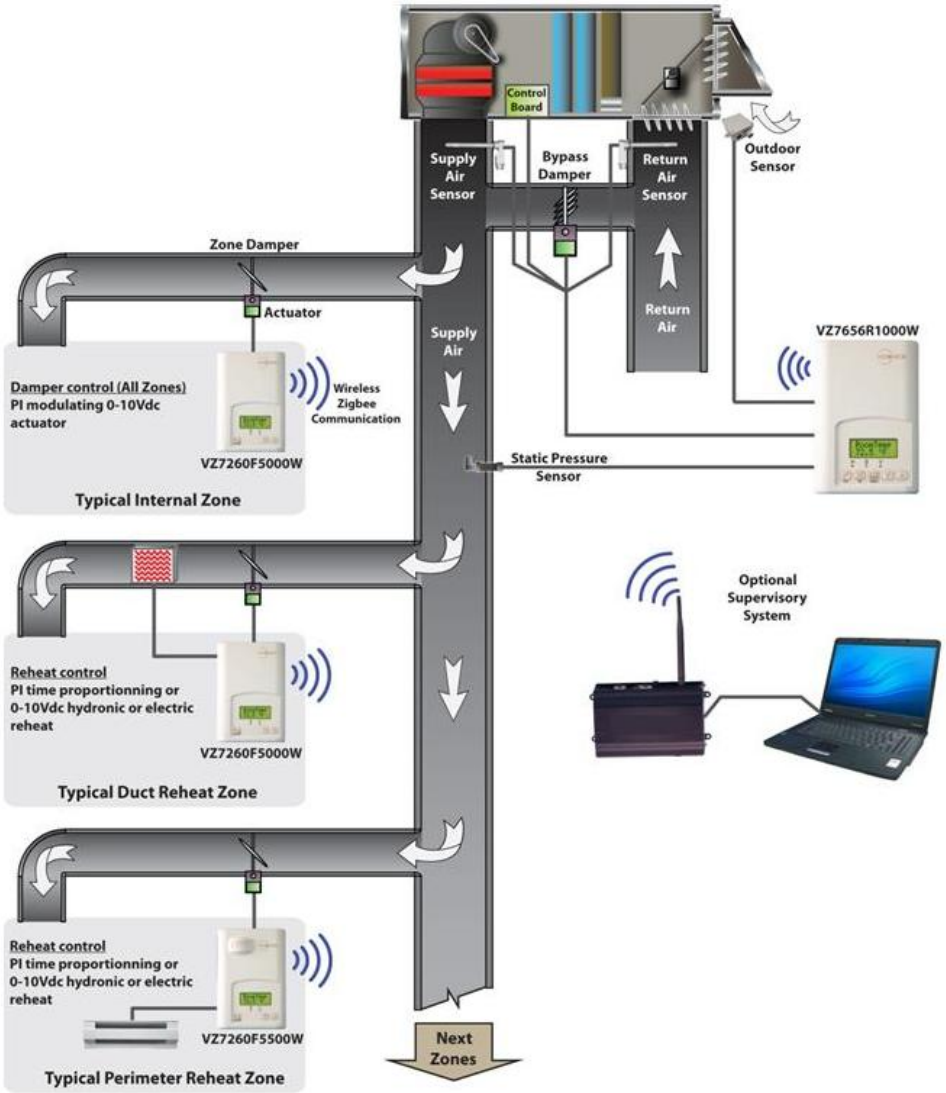 Control
Board
Supply
Air
Sensor
Bypass
Damper
Return
Air
Sensor
Outdoor
Sensor
Zone Damper
Actuator
Supply
Air
Return
Air
VZ7656R1000W
Damper control (All Zones)
PI modulating 0-10Vdc
actuator
Wireless
Zigbee
Communication
VZ7260F5000W
Typical Internal Zone
Static Pressure
Sensor
RoomTemp
72.5 °F
Optional
Supervisory
System
Reheat control
PI time proportionning or
0-10Vdc hydronic or electric
reheat
VZ7260F5000W
Typical Duct Reheat Zone
Reheat control
PI time proportionning or
0-10Vdc hydronic or electric
reheat
VZ7260F5500W
Typical Perimeter Reheat Zone
Next
Zones